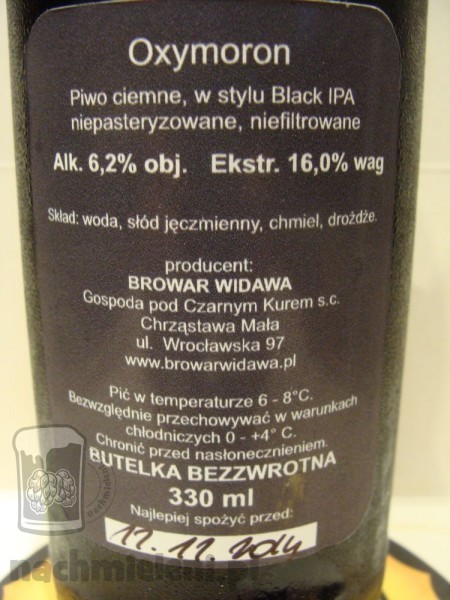 Oxymoron
Piwo ciemne, w stylu Black IPA
niepasteryzowane, niefiltrowane
Alk. 6,2% obj. Ekstr. 16,0% wag
Skład: woda, słód jęczmienny, chmiel, drożdże.
producent:
BROWAR WIDAWA
Gospoda pod Czarnym Kurem s.c.
Chrząstawa Mała
ul. Wrocławska 97
www.browarwidawa.pl
Pić w temperaturze 6 - 8°C.
Bezwzględnie przechowywać w warunkach
chłodniczych 0 - +4° C.
Chronić przed nasłonecznieniem.
BUTELKA BEZZWROTNA
330 ml
Najlepiej spożyć przed:
12.12.2014
nachmieleni.pl